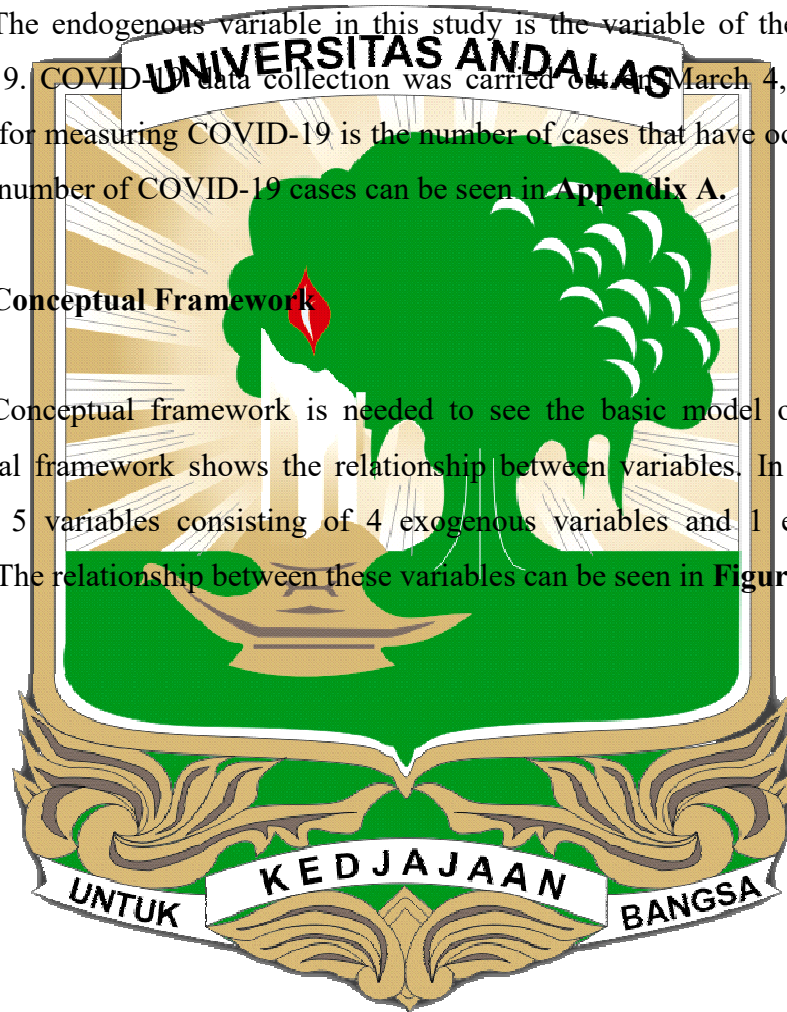 The endogenous variable in this study is the variable of the
UNIVERSITAS ANDALAS
9. COVID-19 data collection was carried out on March 4,
for measuring COVID-19 is the number of cases that have oc
number of COVID-19 cases can be seen in Appendix A.
Conceptual Framework
Conceptual framework is needed to see the basic model o
al framework shows the relationship between variables. In
5 variables consisting of 4 exogenous variables and 1 e
The relationship between these variables can be seen in Figur
KEDJAJAAN
UNTUK BANGSA